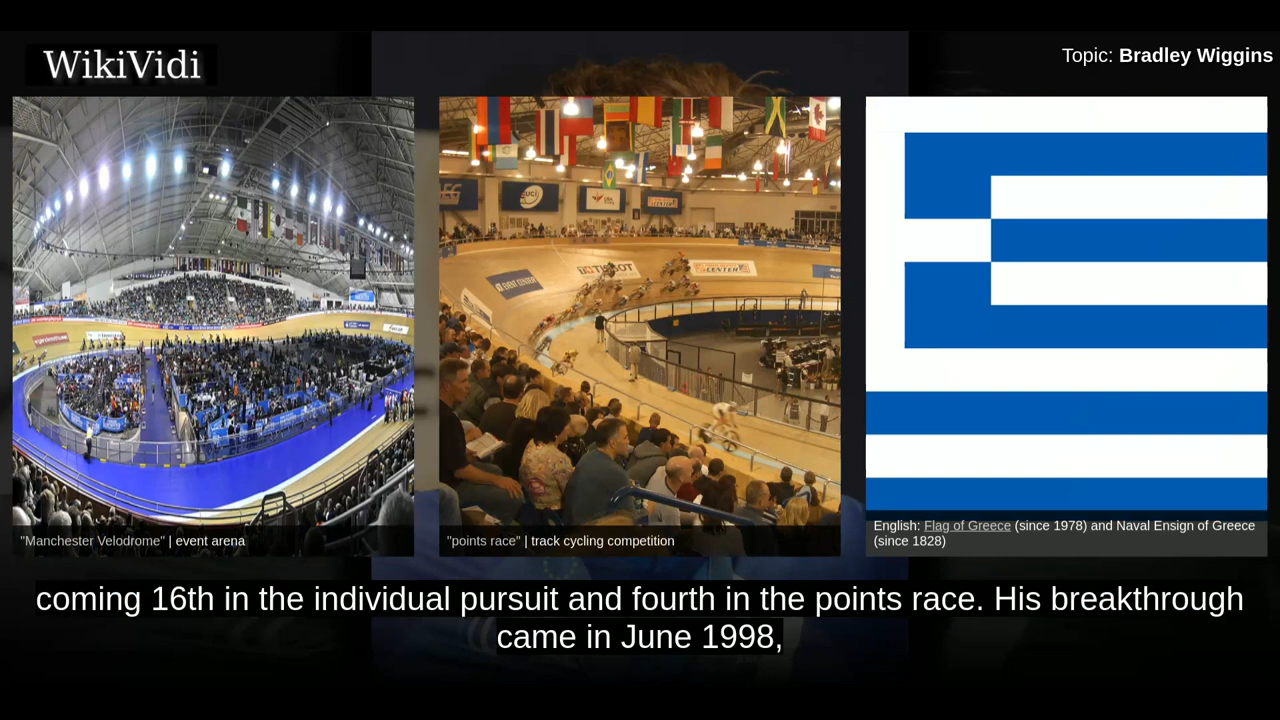 WikiVidi
Topic: Bradley Wiggins
"Manchester Velodrome" | event arena
"points race" | track cycling competition
English: Flag of Greece (since 1978) and Naval Ensign of Greece
(since 1828)
coming 16th in the individual pursuit and fourth in the points race. His breakthrough
came in June 1998,